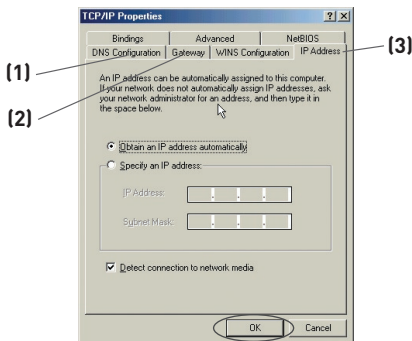 TCP/IP Properties
Bindings Advanced NetBIOS
DNS Configuration Gateway WINS Configuration IP Address
(1)
(2)
(3)
An IP address can be automatically assigned to this computer.
If your network does not automatically assign IP addresses, ask
your network administrator for an address, and then type it in
the space below.
Obtain an IP address automatically
Specify an IP address:
IP Address:
Subnet Mask:
Detect connection to network media
OK Cancel